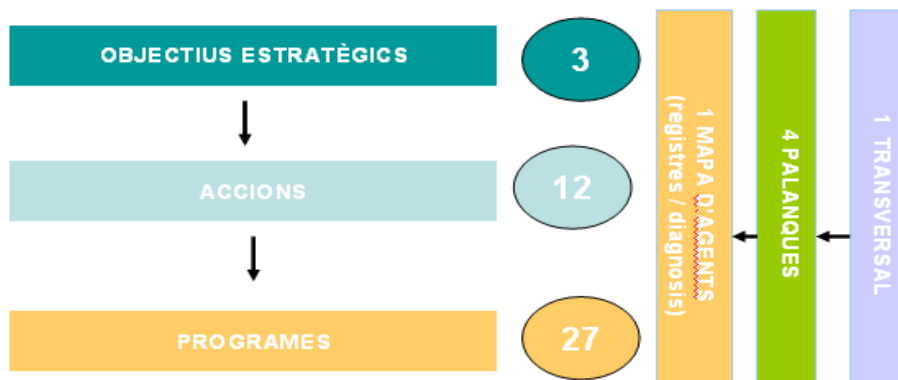 OBJECTIUS ESTRATÈGICS
3
ACCIONS
12
PROGRAMES
27
1 MAPA D'AGENTS
(registres / diagnosis)
4 PALANQUES
1 TRANSVERSAL